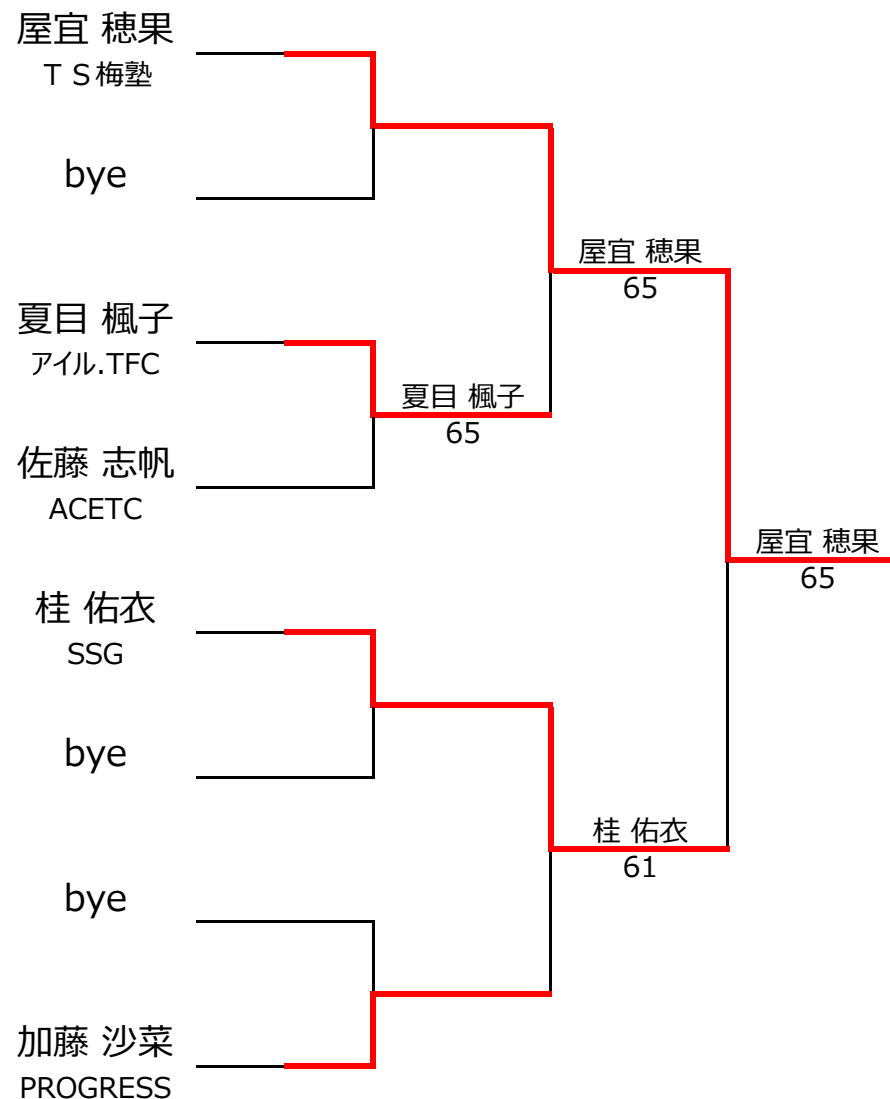 屋宜 穂果
ＴＳ梅塾
bye
夏目 楓子
アイル.TFC
佐藤 志帆
ACETC
桂 佑衣
SSG
bye
bye
加藤 沙菜
PROGRESS
夏目 楓子
65
屋宜 穂果
65
桂 佑衣
61
屋宜 穂果
65